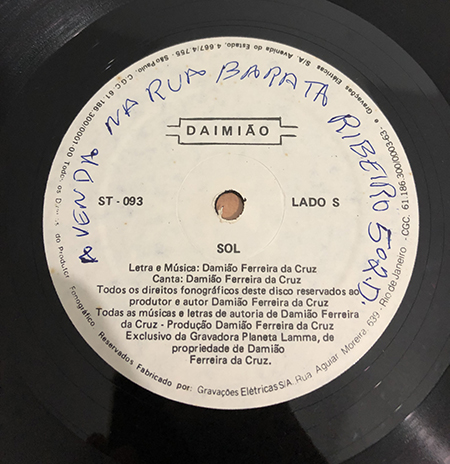 À VENDA NA RUA BARATA RIBEIRO 502.D.
DAIMIÃO
ST - 093
LADO S
SOL
Letra e Música: Damião Ferreira da Cruz
Canta: Damião Ferreira da Cruz
Todos os direitos fonográficos deste disco reservados ao
produtor e autor Damião Ferreira da Cruz
Todas as músicas e letras de autoria de Damião Ferreira
da Cruz - Produção Damião Ferreira da Cruz
Exclusivo da Gravadora Planeta Lamma, de
propriedade de Damião
Ferreira da Cruz.
Reservados Fabricado por: Gravações Elétricas S/A. Rua Aguiar Moreira, 639 - Rio de Janeiro - CGC. 61.186.300/0003-63 - e Gravações Elétricas S/A. Avenida do Estado, 4.667/4.755 - São Paulo. CGC 61.186.300/0001-00 Todos os Direitos do Produtor Fonográfico